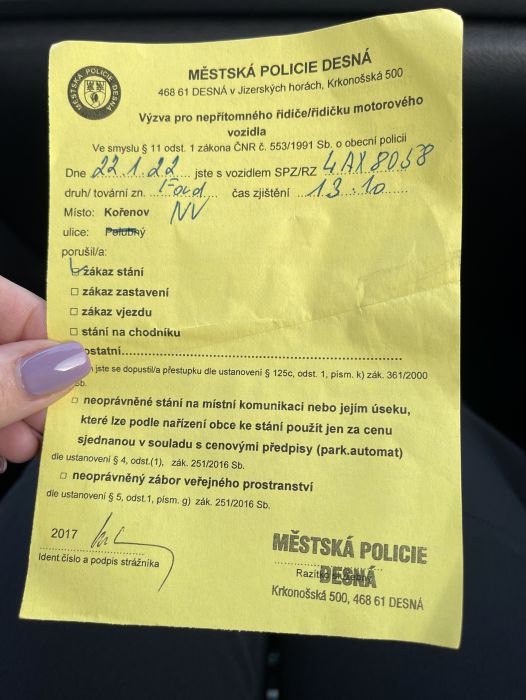 MĚSTSKÁ POLICIE DESNÁ
MĚSTSKÁ POLICIE DESNÁ
468 61 DESNÁ v Jizerských horách, Krkonošská 500
Výzva pro nepřítomného řidiče/řidičku motorového
vozidla
Ve smyslu § 11 odst. 1 zákona ČNR č. 553/1991 Sb. o obecní policii
Dne 22.1.22 jste s vozidlem SPZ/RZ 4AX8058
druh/ tovární zn. Ford čas zjištění 13:10
Místo: Kořenov NV
ulice: Polubný
porušil/a:
zákaz stání
zákaz zastavení
zákaz vjezdu
stání na chodníku
ostatní
jste se dopustil/a přestupku dle ustanovení § 125c, odst. 1, písm. k) zák. 361/2000
Sb.
neoprávněné stání na místní komunikaci nebo jejím úseku,
které lze podle nařízení obce ke stání použít jen za cenu
sjednanou v souladu s cenovými předpisy (park.automat)
dle ustanovení § 4, odst.(1), zák. 251/2016 Sb.
neoprávněný zábor veřejného prostranství
dle ustanovení § 5, odst.1, písm. g) zák. 251/2016 Sb.
2017
Ident.číslo a podpis strážníka
MĚSTSKÁ POLICIE
DESNÁ
Krkonošská 500, 468 61 DESNÁ